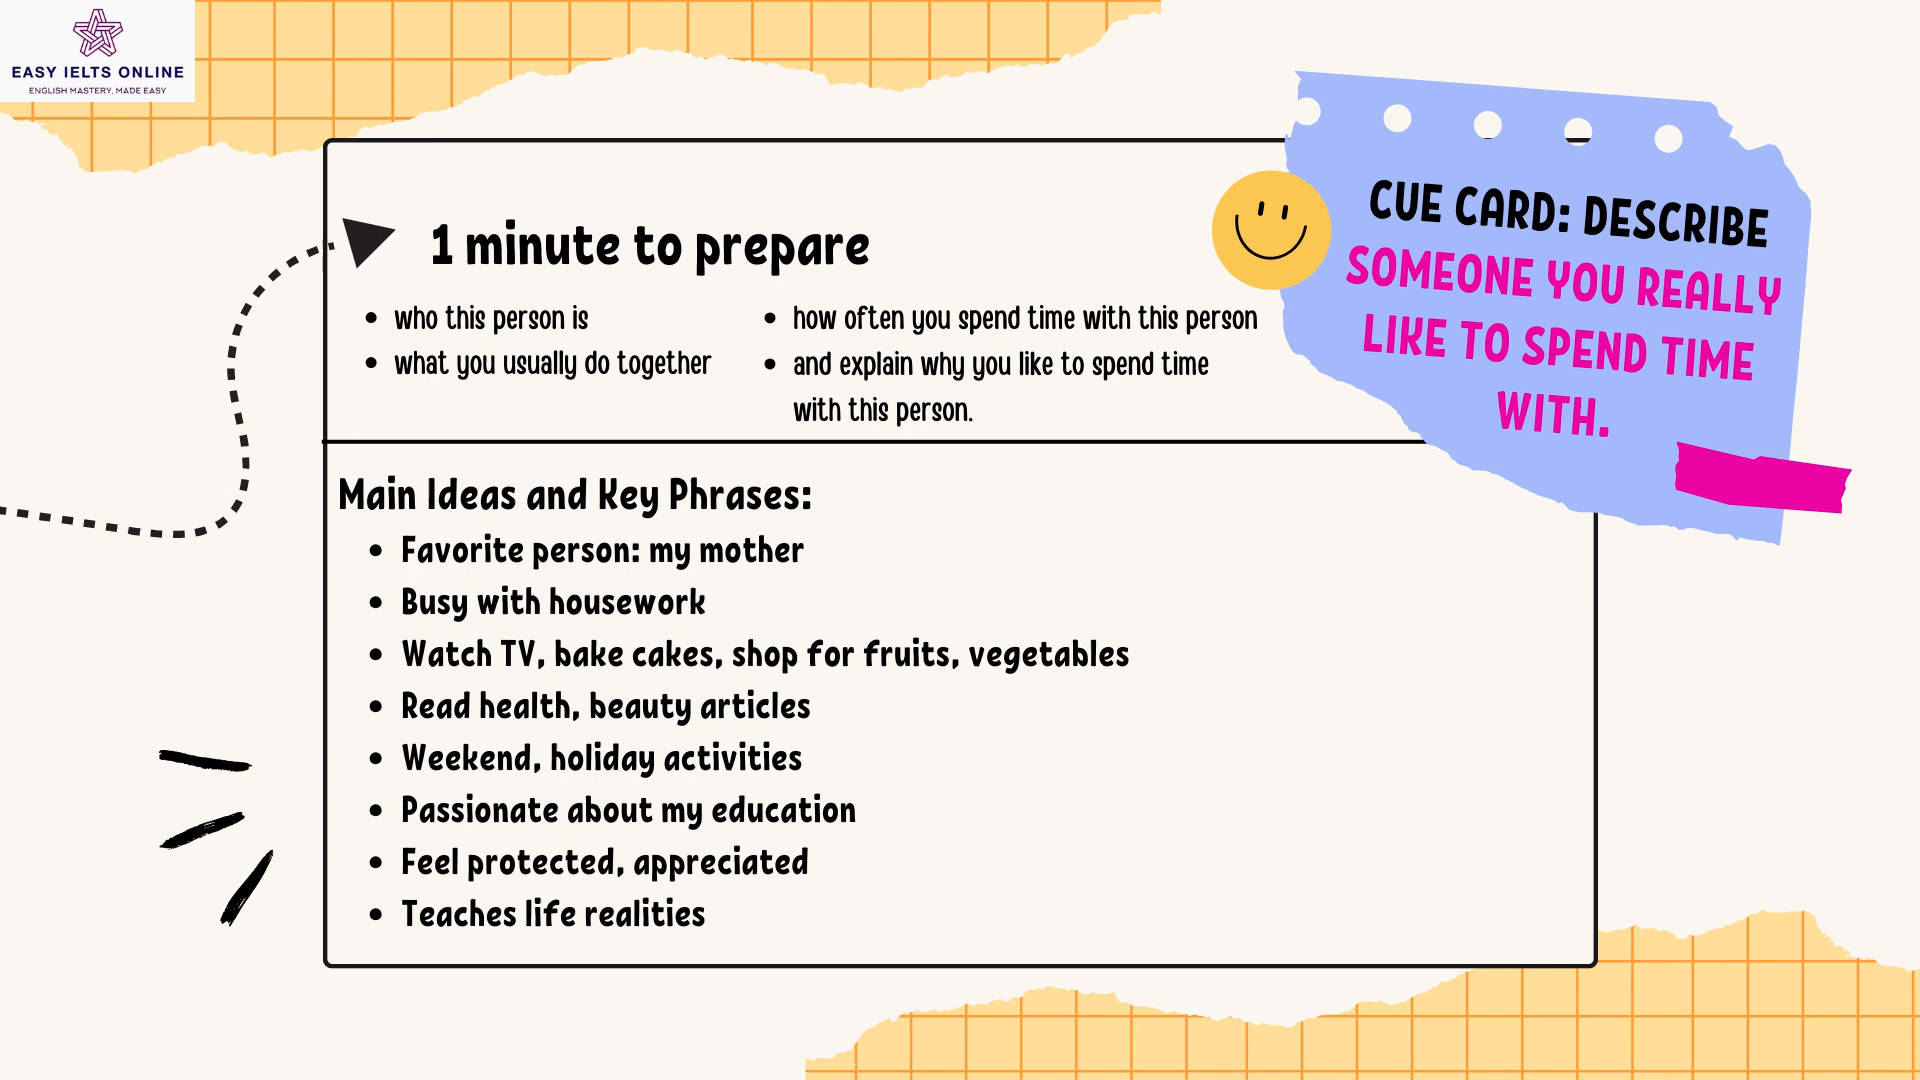 EASY IELTS ONLINE
ENGLISH MASTERY, MADE EASY
CUE CARD: DESCRIBE
SOMEONE YOU REALLY
LIKE TO SPEND TIME
WITH.
1 minute to prepare
who this person is
what you usually do together
how often you spend time with this person
and explain why you like to spend time
with this person.
Main Ideas and Key Phrases:
Favorite person: my mother
Busy with housework
Watch TV, bake cakes, shop for fruits, vegetables
Read health, beauty articles
Weekend, holiday activities
Passionate about my education
Feel protected, appreciated
Teaches life realities